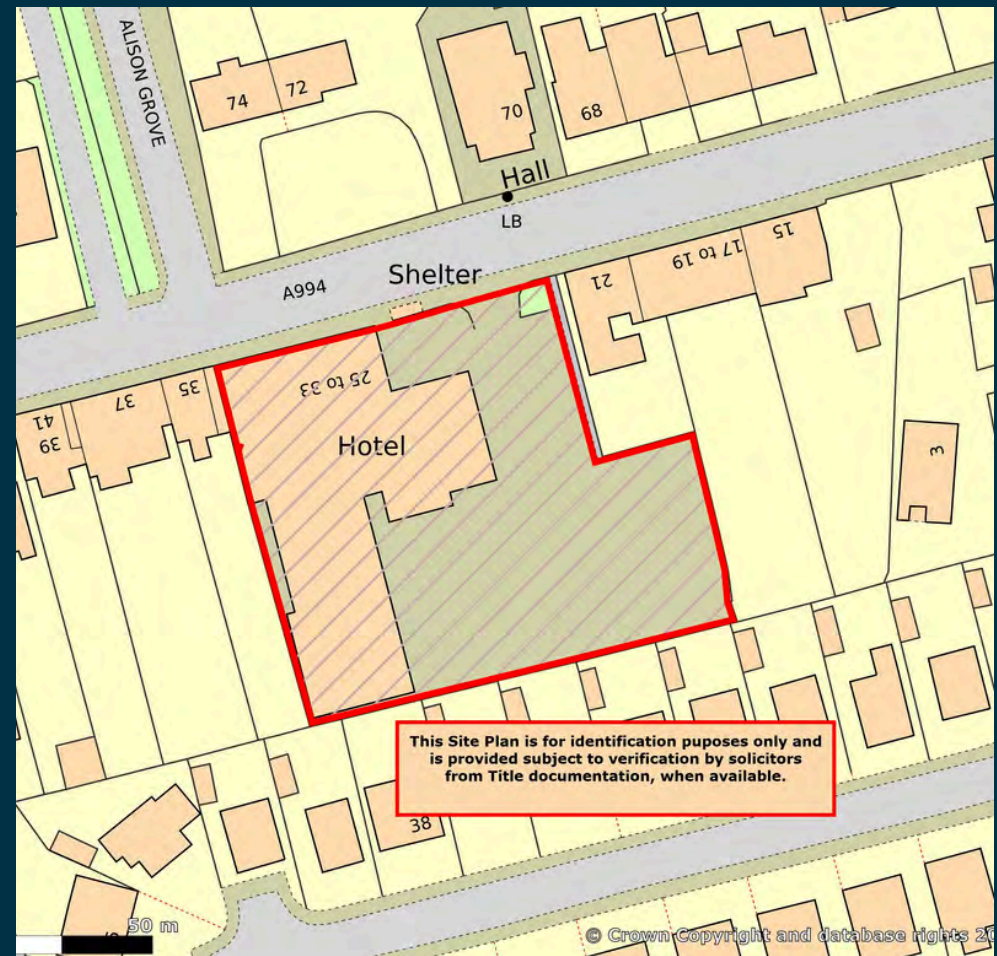 ALISON GROVE
74
72
70
68
Hall
LB
A994
Shelter
21
17 to 19
15
25 to 33
35
37
41
39
Hotel
3
This Site Plan is for identification puposes only and
is provided subject to verification by solicitors
from Title documentation, when available.
38
50 m
© Crown Copyright and database rights 20